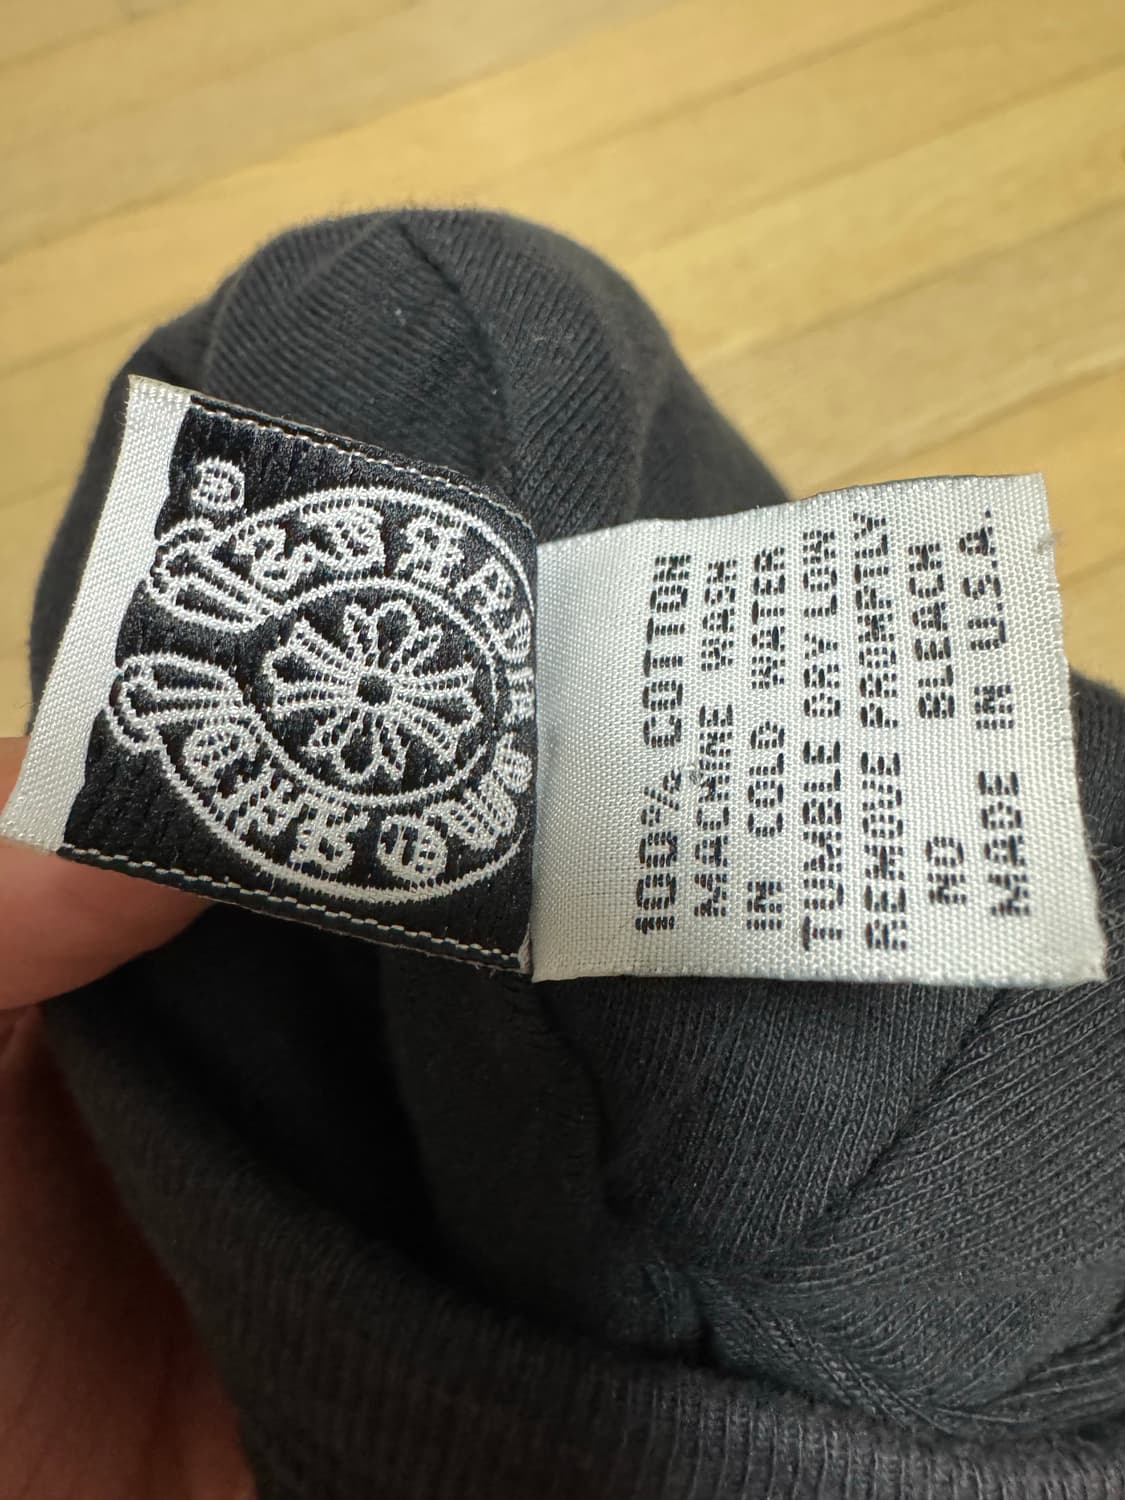 100% COTTON
MACHINE WASH
IN COLD WATER
TUMBLE DRY LOW
REMOVE PROMPTLY
NO BLEACH
MADE IN U.S.A.